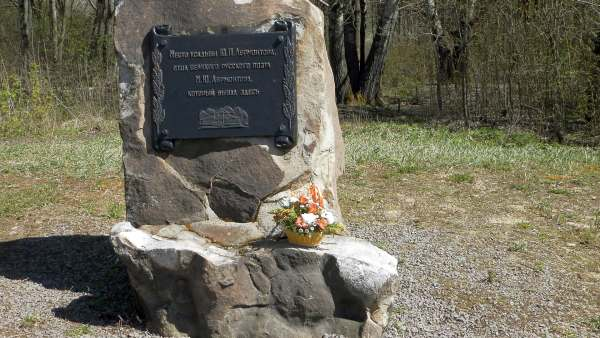 Место усадьбы Ю. П. Лермонтова,
отца великого русского поэта
М. Ю. Лермонтова,
который бывал здесь